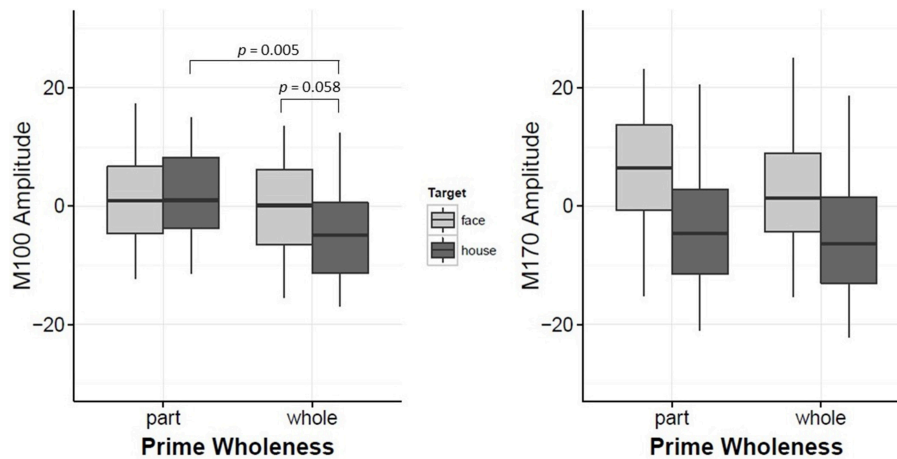 p = 0.005
p = 0.058
20
0
−20
M100 Amplitude
part
whole
Prime Wholeness
Target
face
house
20
0
−20
M170 Amplitude
part
whole
Prime Wholeness